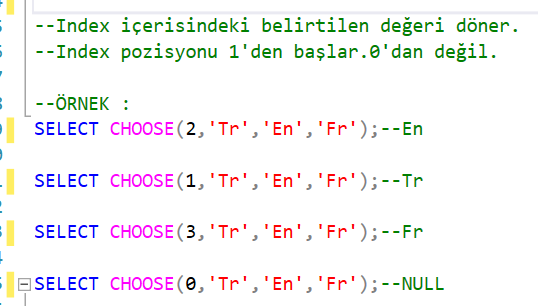 --Index içerisindeki belirtilen değeri döner.
--Index pozisyonu 1'den başlar.0'dan değil.
--ÖRNEK :
SELECT CHOOSE(2,'Tr','En','Fr');--En
SELECT CHOOSE(1,'Tr','En','Fr');--Tr
SELECT CHOOSE(3,'Tr','En','Fr');--Fr
SELECT CHOOSE(0,'Tr','En','Fr');--NULL